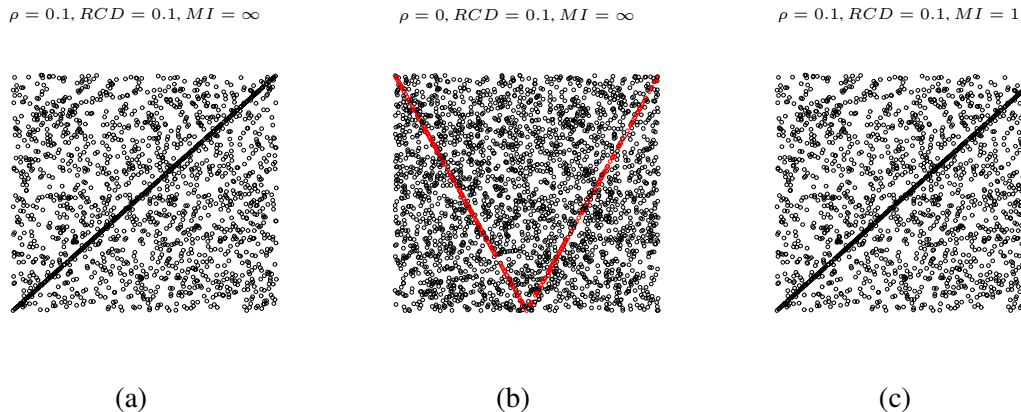 ρ = 0.1, RCD = 0.1, MI = ∞
ρ = 0, RCD = 0.1, MI = ∞
ρ = 0.1, RCD = 0.1, MI = 1
(a)
(b)
(c)